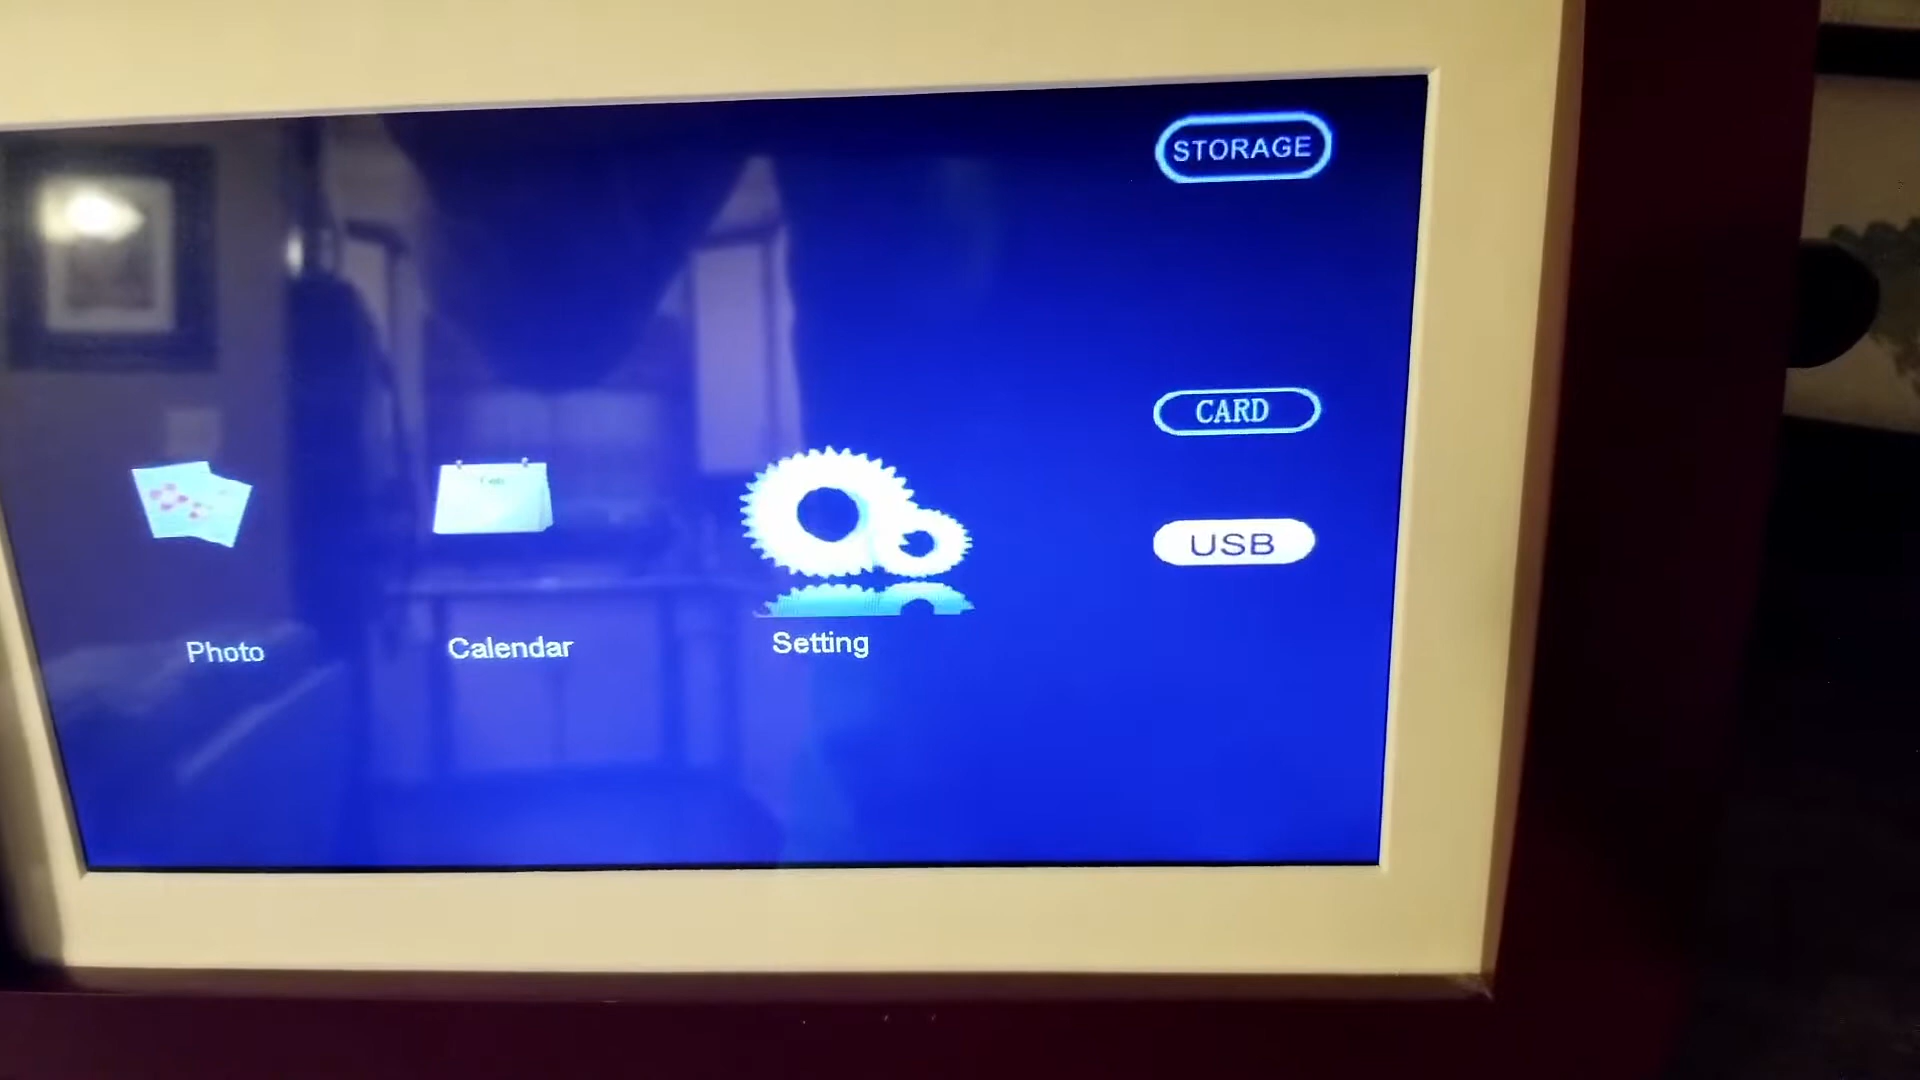 STORAGE
CARD
USB
Photo
Calendar
Setting